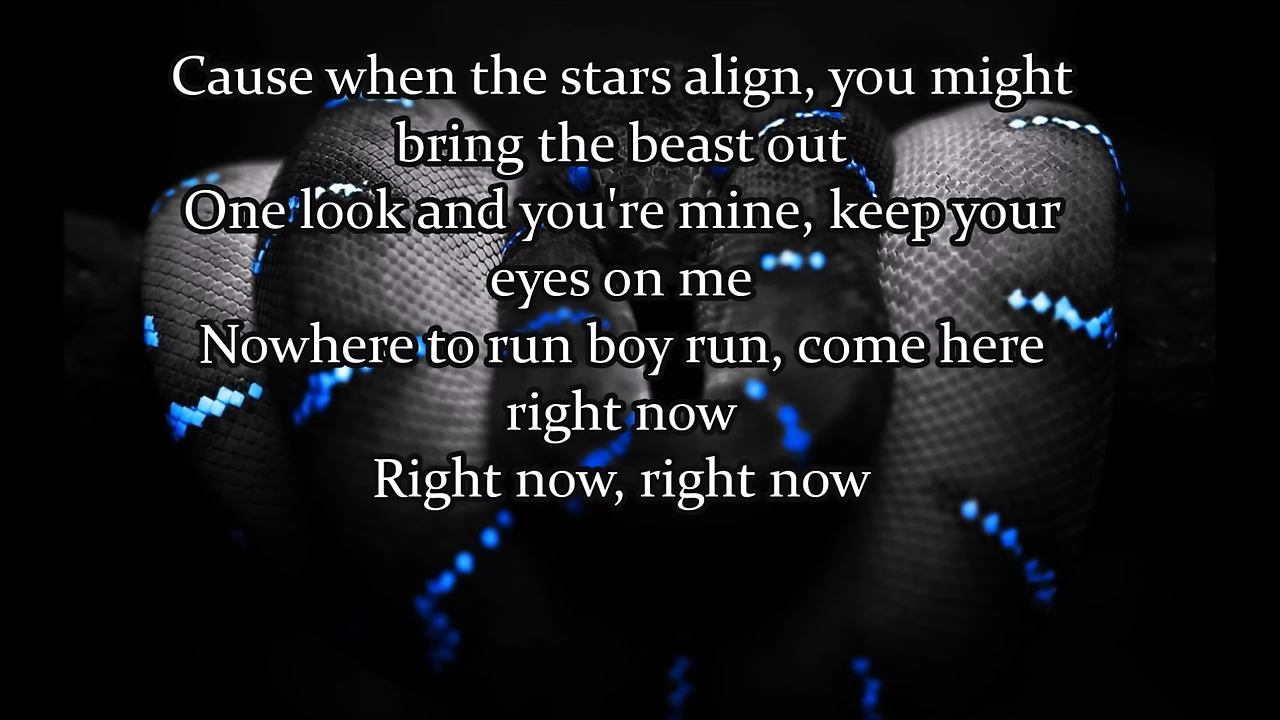 Cause when the stars align, you might
bring the beast out
One look and you're mine, keep your
eyes on me
Nowhere to run boy run, come here
right now
Right now, right now